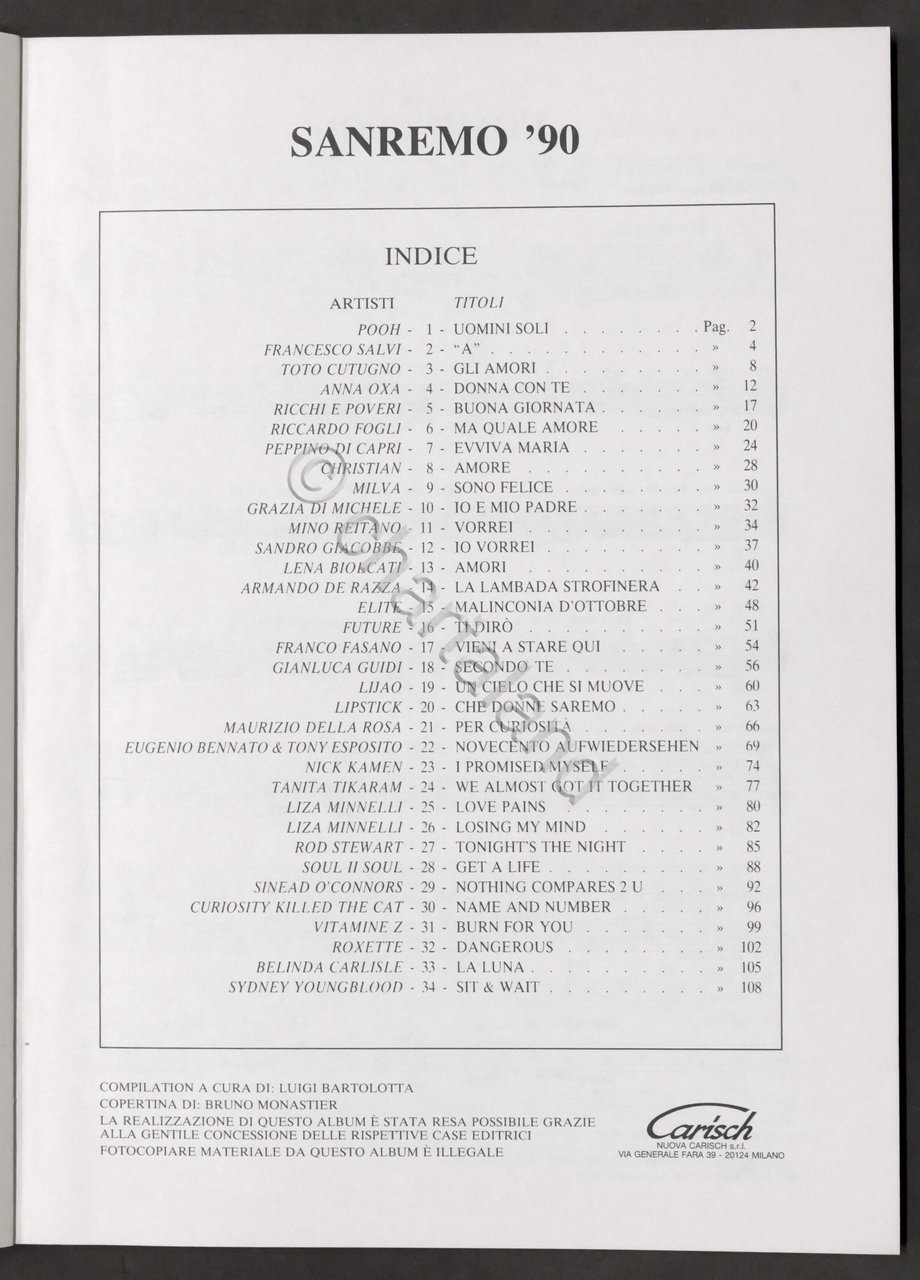 SANREMO ’90
INDICE
ARTISTI TITOLI
POOH - 1 - UOMINI SOLI . . . . . . . . Pag. 2
FRANCESCO SALVI - 2 - “A” . . . . . . . . . . . . » 4
TOTO CUTUGNO - 3 - GLI AMORI . . . . . . . . . » 8
ANNA OXA - 4 - DONNA CON TE . . . . . . . » 12
RICCHI E POVERI - 5 - BUONA GIORNATA . . . . . . » 17
RICCARDO FOGLI - 6 - MA QUALE AMORE . . . . . » 20
PEPPINO DI CAPRI - 7 - EVVIVA MARIA . . . . . . . » 24
CHRISTIAN - 8 - AMORE . . . . . . . . . . » 28
MILVA - 9 - SONO FELICE . . . . . . . . » 30
GRAZIA DI MICHELE - 10 - IO E MIO PADRE . . . . . . . » 32
MINO REITANO - 11 - VORREI . . . . . . . . . . » 34
SANDRO GIACOBBE - 12 - IO VORREI . . . . . . . . . » 37
LENA BIOLCATI - 13 - AMORI . . . . . . . . . . » 40
ARMANDO DE RAZZA - 14 - LA LAMBADA STROFINERA . . » 42
ELITE - 15 - MALINCONIA D'OTTOBRE . . . » 48
FUTURE - 16 - TI DIRÒ . . . . . . . . . . » 51
FRANCO FASANO - 17 - VIENI A STARE QUI . . . . . » 54
GIANLUCA GUIDI - 18 - SECONDO TE . . . . . . . . » 56
LIJAO - 19 - UN CIELO CHE SI MUOVE . . . » 60
LIPSTICK - 20 - CHE DONNE SAREMO . . . . . » 63
MAURIZIO DELLA ROSA - 21 - PER CURIOSITÀ . . . . . . . » 66
EUGENIO BENNATO & TONY ESPOSITO - 22 - NOVECENTO AUFWIEDERSEHEN » 69
NICK KAMEN - 23 - I PROMISED MYSELF . . . . . » 74
TANITA TIKARAM - 24 - WE ALMOST GOT IT TOGETHER » 77
LIZA MINNELLI - 25 - LOVE PAINS . . . . . . . . » 80
LIZA MINNELLI - 26 - LOSING MY MIND . . . . . . » 82
ROD STEWART - 27 - TONIGHT'S THE NIGHT . . . . » 85
SOUL II SOUL - 28 - GET A LIFE . . . . . . . . . » 88
SINEAD O'CONNORS - 29 - NOTHING COMPARES 2 U . . . » 92
CURIOSITY KILLED THE CAT - 30 - NAME AND NUMBER . . . . . » 96
VITAMINE Z - 31 - BURN FOR YOU . . . . . . . » 99
ROXETTE - 32 - DANGEROUS . . . . . . . . » 102
BELINDA CARLISLE - 33 - LA LUNA . . . . . . . . . . » 105
SYDNEY YOUNGBLOOD - 34 - SIT & WAIT . . . . . . . . . » 108
© chartaland
COMPILATION A CURA DI: LUIGI BARTOLOTTA
COPERTINA DI: BRUNO MONASTIER
LA REALIZZAZIONE DI QUESTO ALBUM È STATA RESA POSSIBILE GRAZIE
ALLA GENTILE CONCESSIONE DELLE RISPETTIVE CASE EDITRICI
FOTOCOPIARE MATERIALE DA QUESTO ALBUM È ILLEGALE
Carisch
NUOVA CARISCH s.r.l.
VIA GENERALE FARA 39 - 20124 MILANO